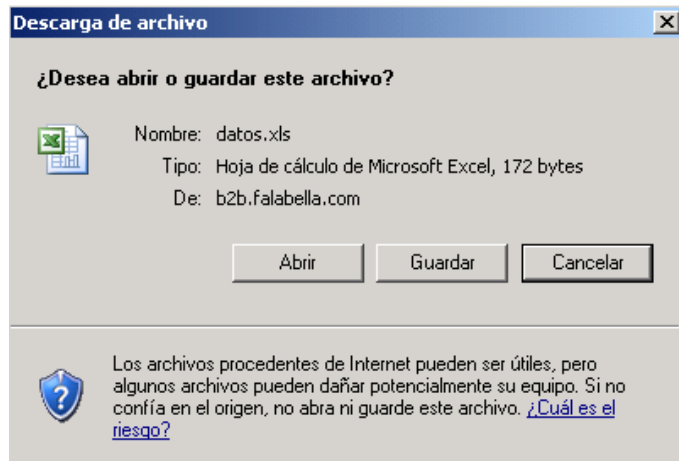 Descarga de archivo
¿Desea abrir o guardar este archivo?
Nombre: datos.xls
Tipo: Hoja de cálculo de Microsoft Excel, 172 bytes
De: b2b.falabella.com
Abrir Guardar Cancelar
Los archivos procedentes de Internet pueden ser útiles, pero
algunos archivos pueden dañar potencialmente su equipo. Si no
confía en el origen, no abra ni guarde este archivo. ¿Cuál es el
riesgo?